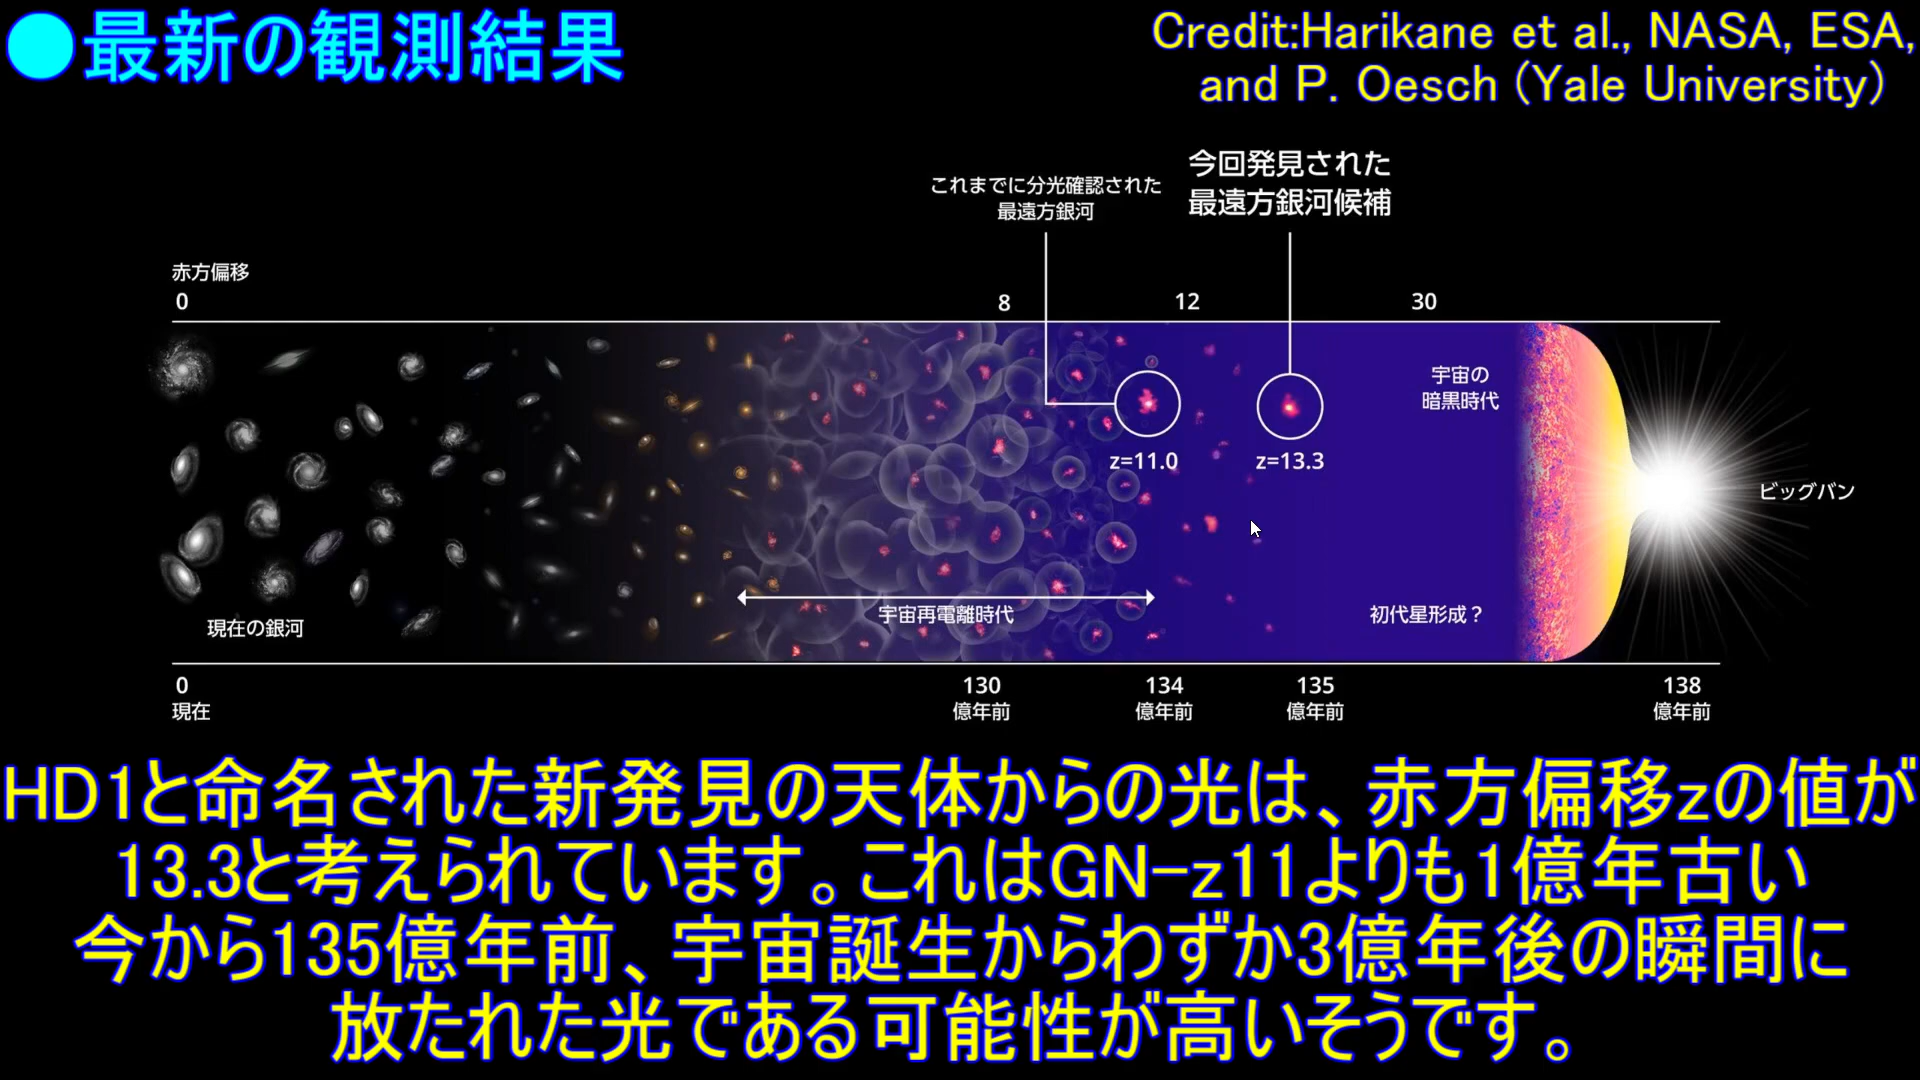 ●最新の観測結果
Credit:Harikane et al., NASA, ESA,
and P. Oesch (Yale University)
今回発見された
最遠方銀河候補
これまでに分光確認された
最遠方銀河
赤方偏移
0
8
12
30
宇宙の
暗黒時代
z=11.0
z=13.3
ビッグバン
宇宙再電離時代
初代星形成？
現在の銀河
0
現在
130
億年前
134
億年前
135
億年前
138
億年前
HD1と命名された新発見の天体からの光は、赤方偏移zの値が
13.3と考えられています。これはGN-z11よりも1億年古い
今から135億年前、宇宙誕生からわずか3億年後の瞬間に
放たれた光である可能性が高いそうです。